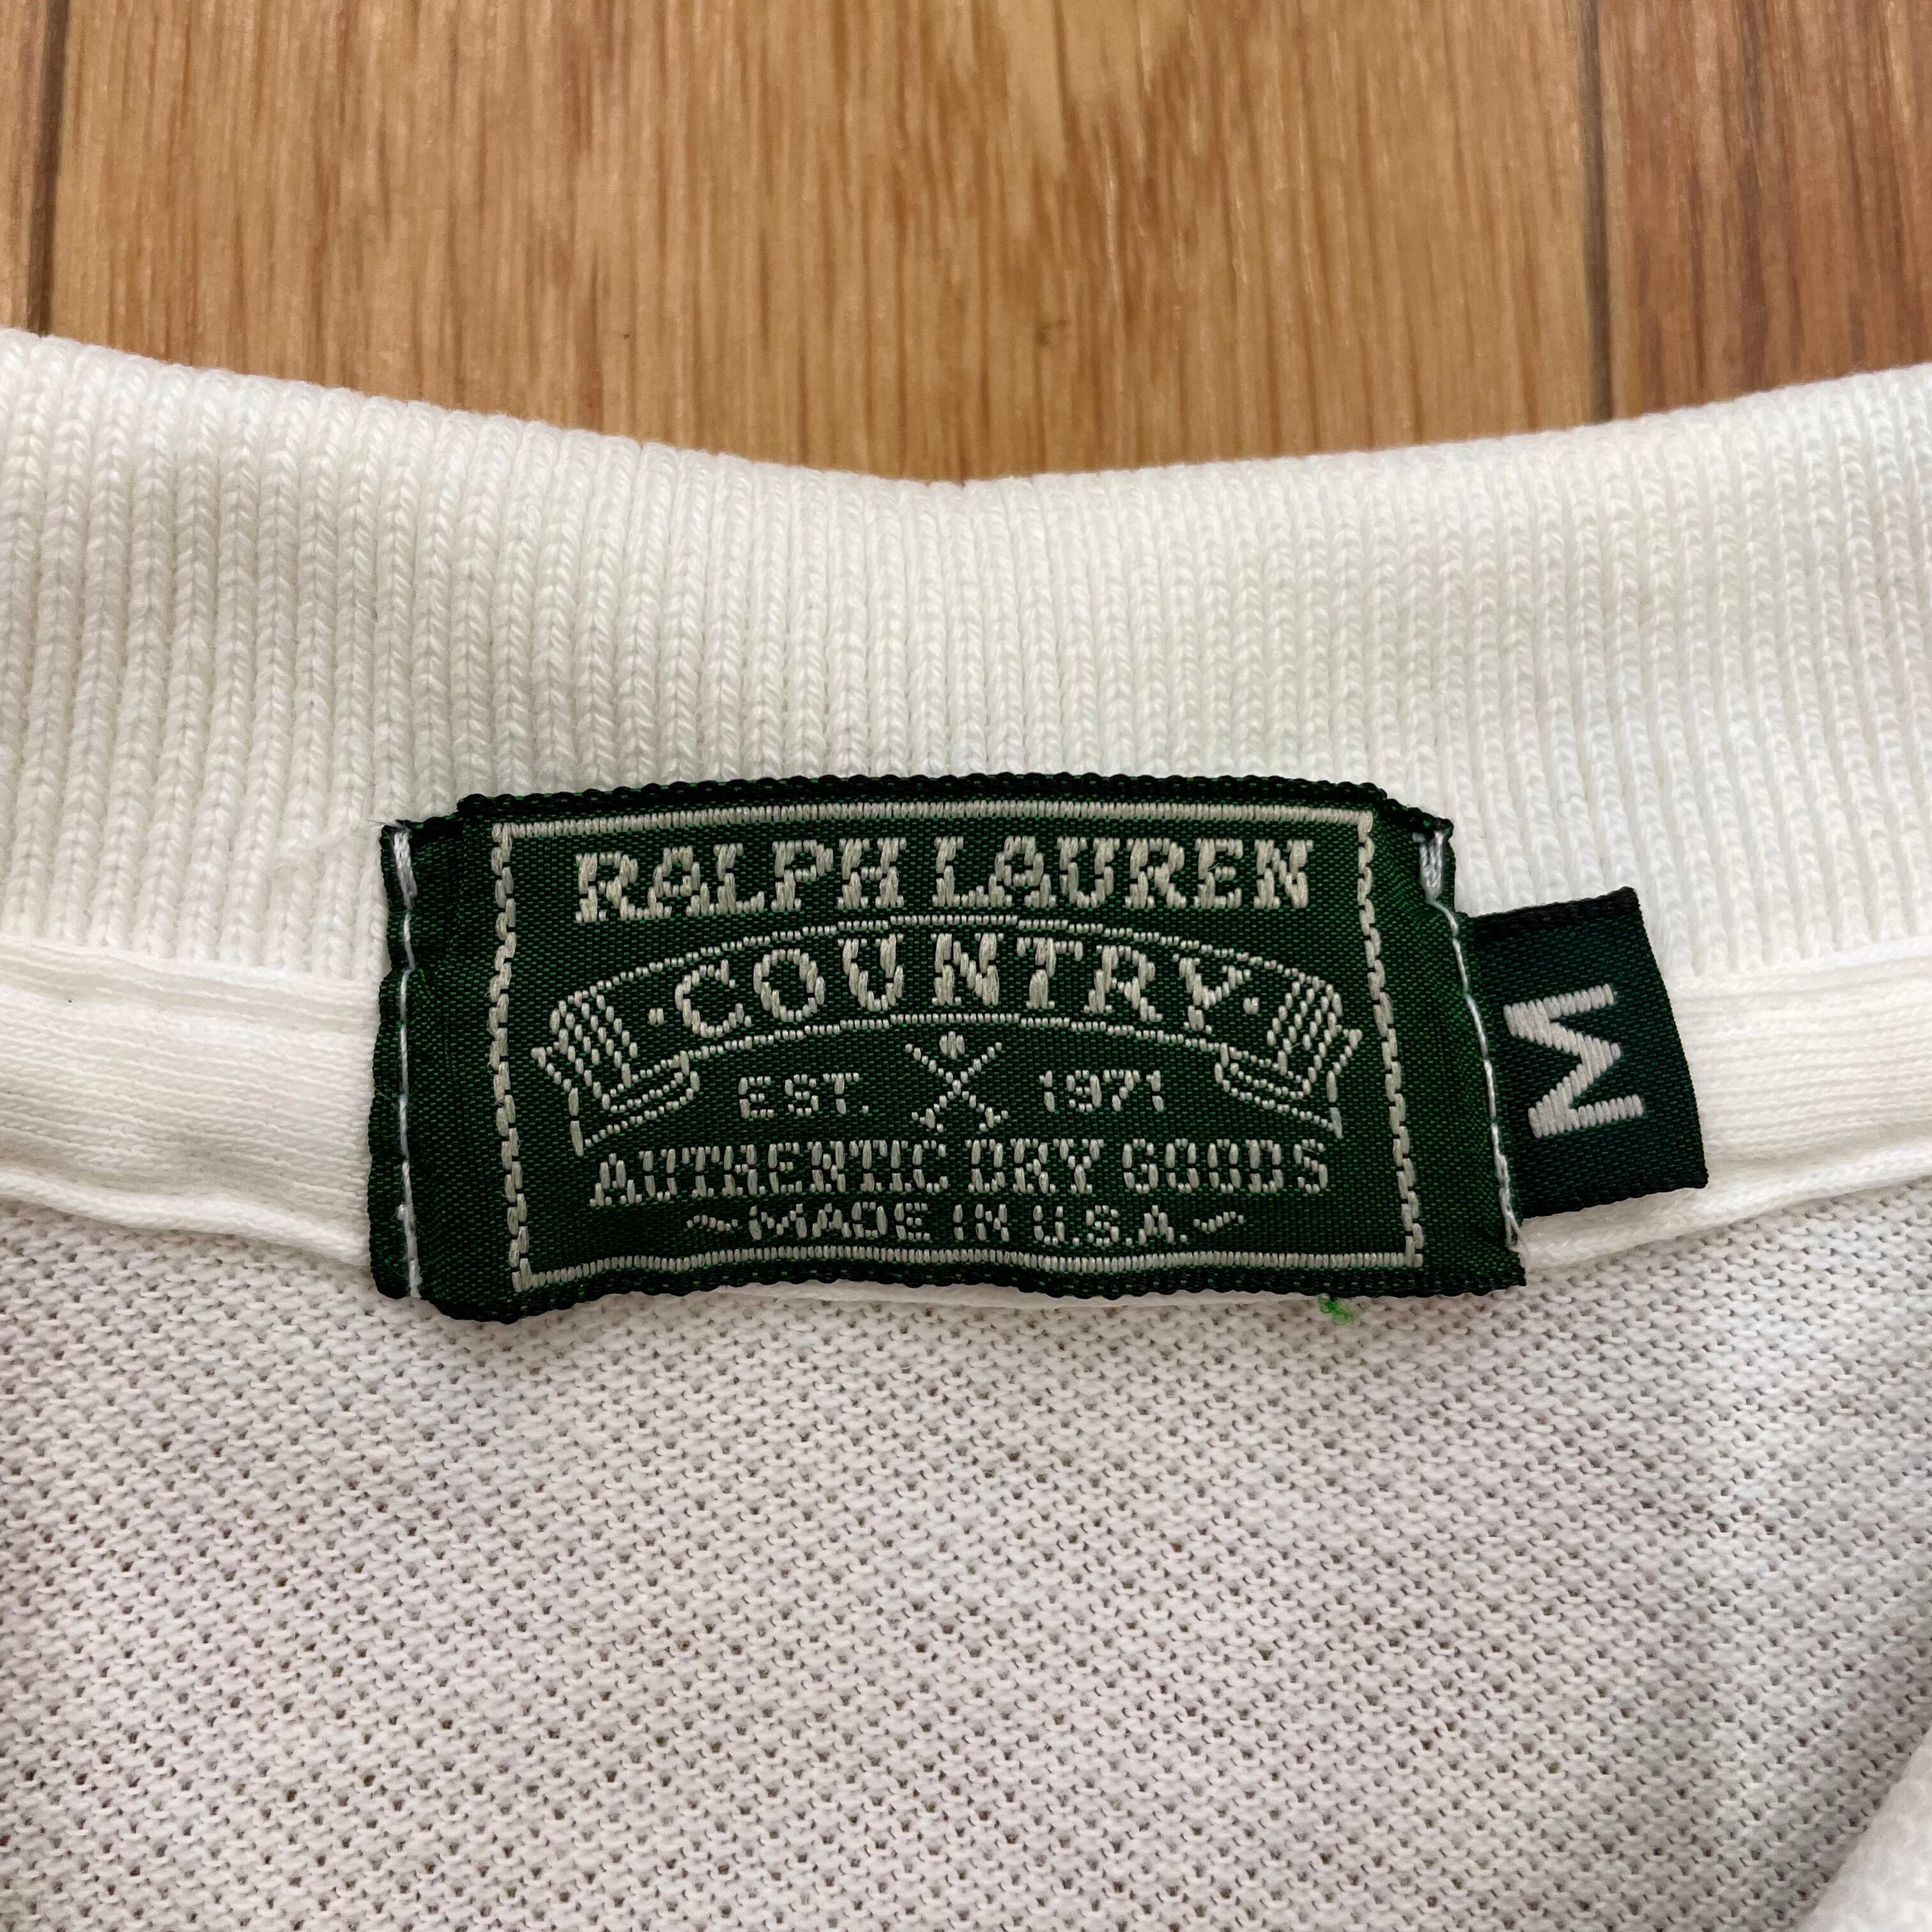 RALPH LAUREN
·COUNTRY·
EST. 1971
AUTHENTIC DRY GOODS
~MADE IN U.S.A.~
M